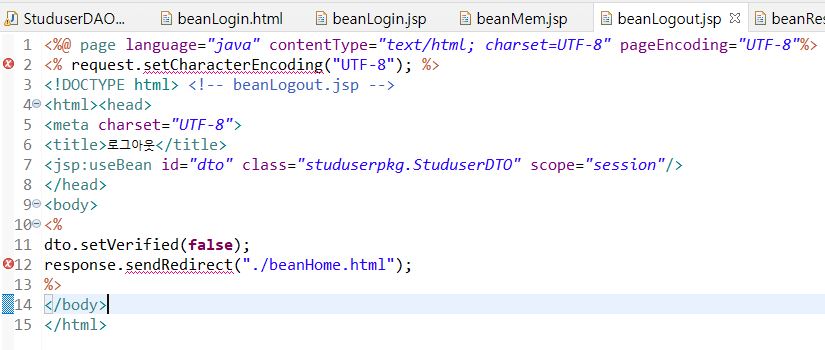 StuduserDAO... beanLogin.html beanLogin.jsp beanMem.jsp beanLogout.jsp beanRes
1 <%@ page language="java" contentType="text/html; charset=UTF-8" pageEncoding="UTF-8"%>
2 <% request.setCharacterEncoding("UTF-8"); %>
3 <!DOCTYPE html> <!-- beanLogout.jsp -->
4 <html><head>
5 <meta charset="UTF-8">
6 <title>로그아웃</title>
7 <jsp:useBean id="dto" class="studuserpkg.StuduserDTO" scope="session"/>
8 </head>
9 <body>
10 <%
11 dto.setVerified(false);
12 response.sendRedirect("./beanHome.html");
13 %>
14 </body>
15 </html>